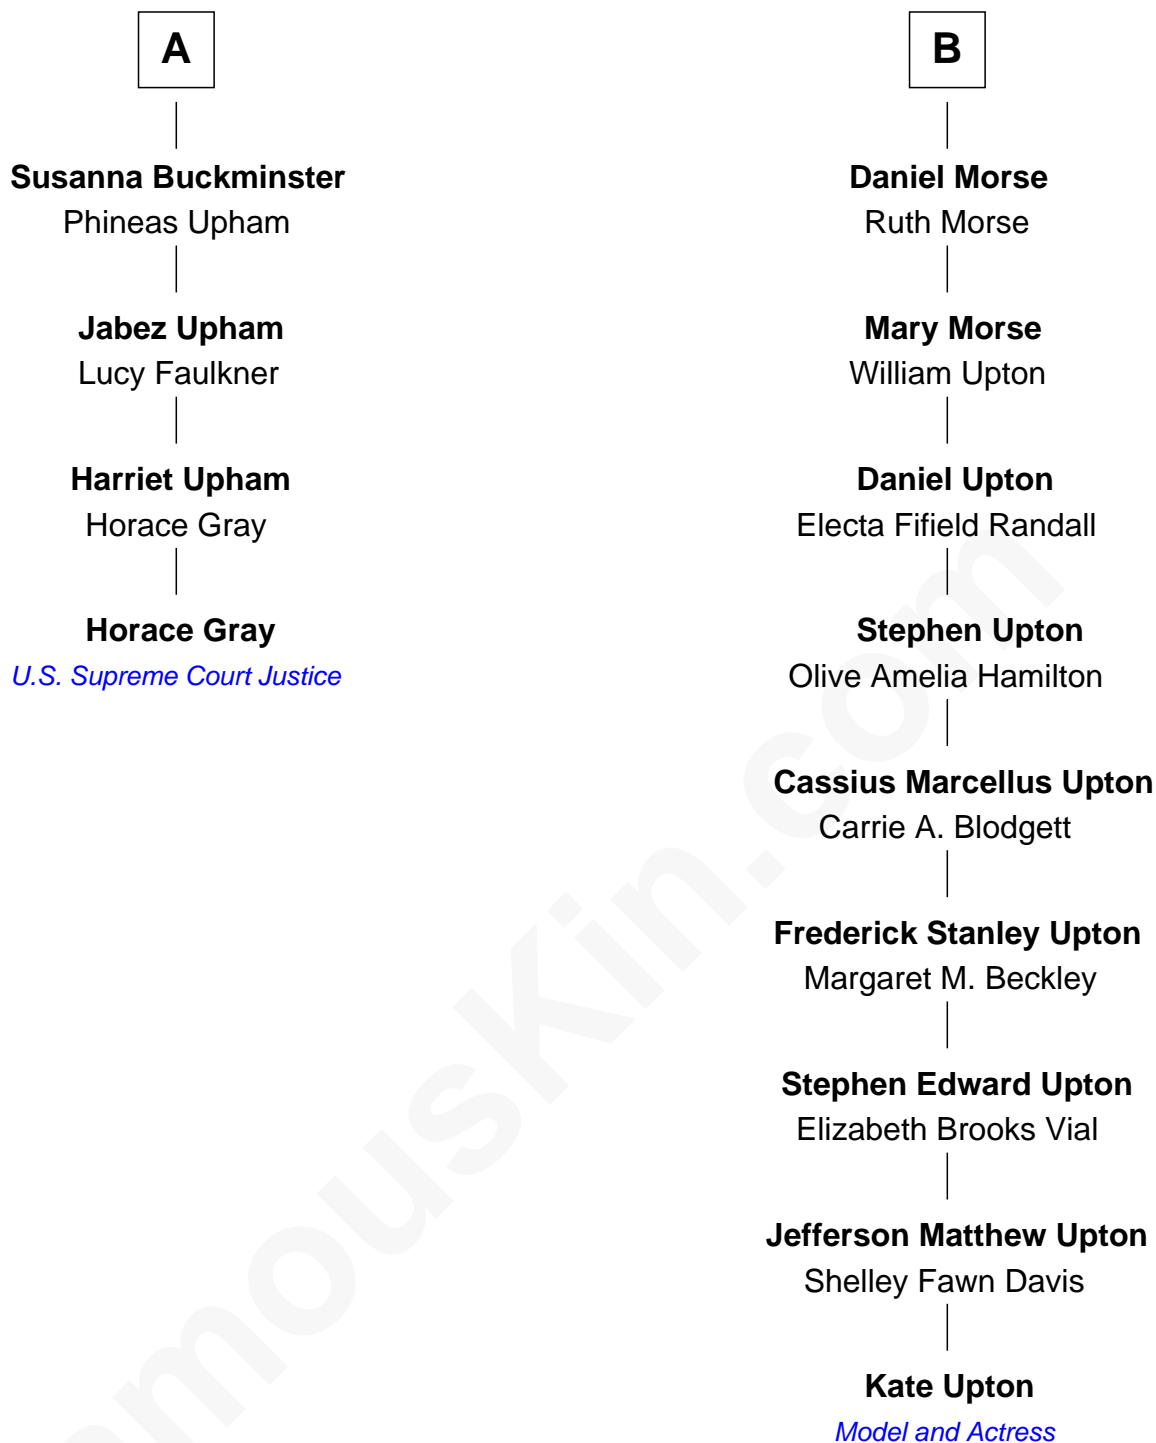 A
Susanna Buckminster
Phineas Upham
Jabez Upham
Lucy Faulkner
Harriet Upham
Horace Gray
Horace Gray
U.S. Supreme Court Justice
B
Daniel Morse
Ruth Morse
Mary Morse
William Upton
Daniel Upton
Electa Fifield Randall
Stephen Upton
Olive Amelia Hamilton
Cassius Marcellus Upton
Carrie A. Blodgett
Frederick Stanley Upton
Margaret M. Beckley
Stephen Edward Upton
Elizabeth Brooks Vial
Jefferson Matthew Upton
Shelley Fawn Davis
Kate Upton
Model and Actress
amousKin.com